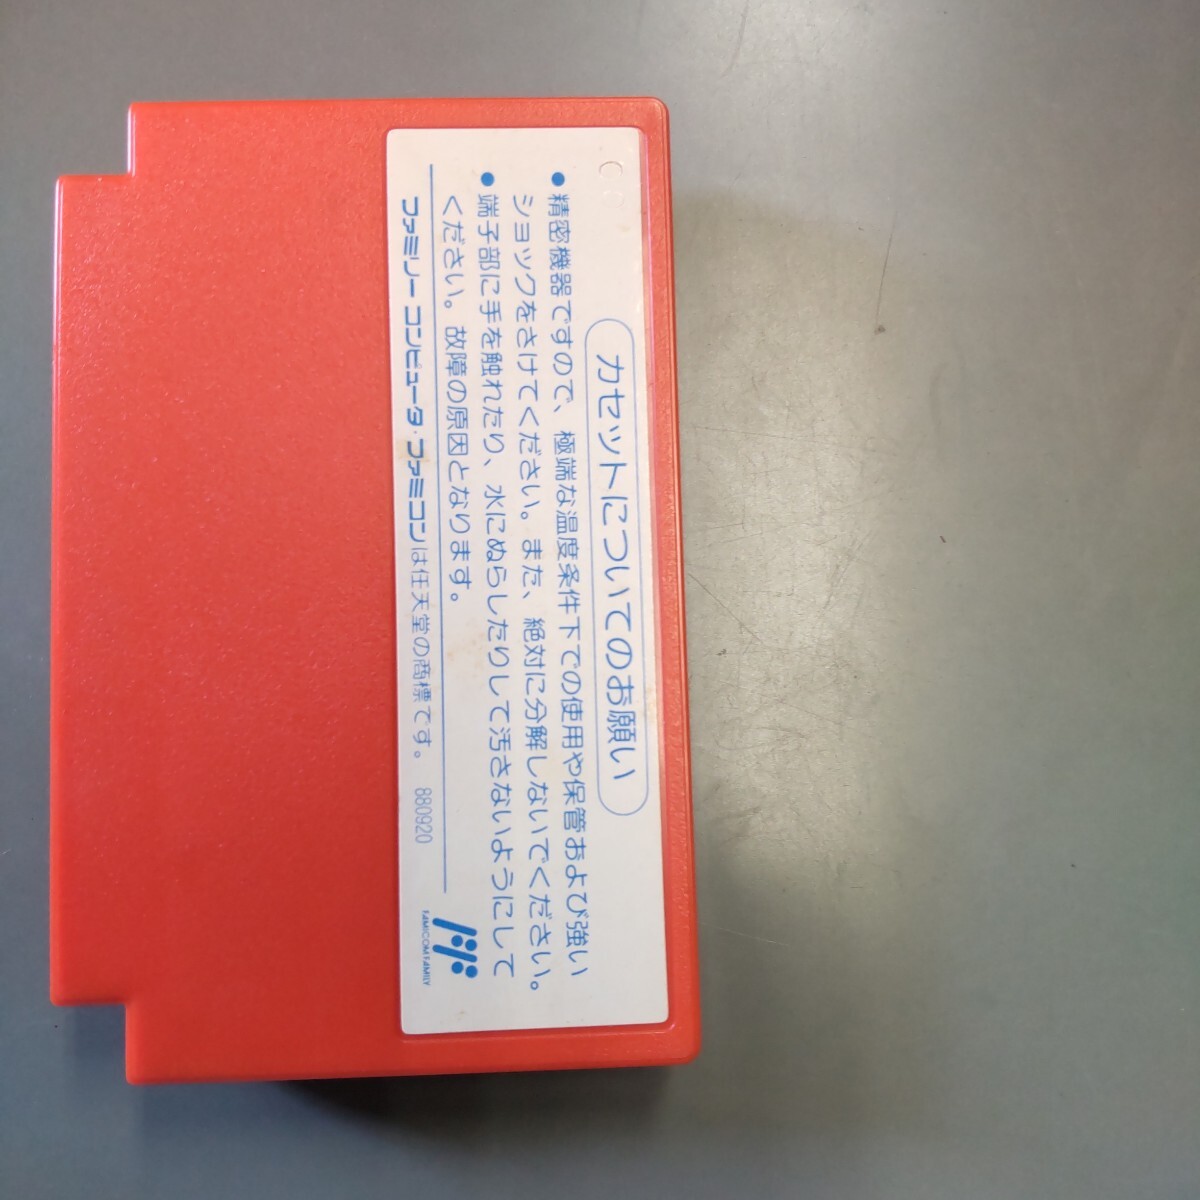 カセットについてのお願い
●精密機器ですので、極端な温度条件下での使用や保管および強い
ショックをさけてください。また、絶対に分解しないでください。
●端子部に手を触れたり、水にぬらしたりして汚さないようにして
ください。故障の原因となります。
ファミリー コンピュータ・ファミコンは任天堂の商標です。 880920
FAMICOM FAMILY